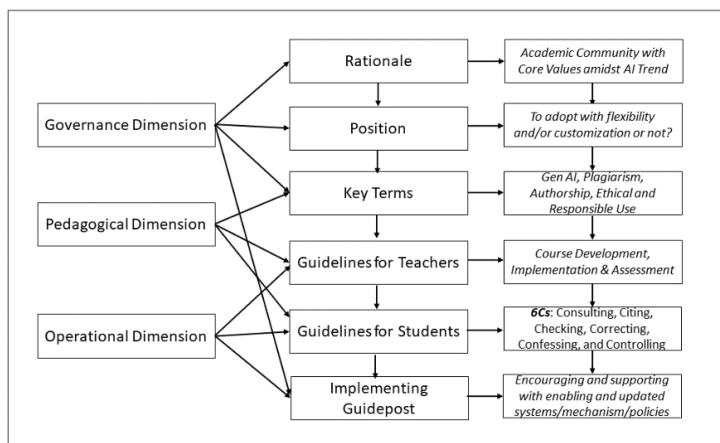 Rationale
Academic Community with
Core Values amidst AI Trend
Governance Dimension
Position
To adopt with flexibility
and/or customization or not?
Key Terms
Gen AI, Plagiarism,
Authorship, Ethical and
Responsible Use
Pedagogical Dimension
Guidelines for Teachers
Course Development,
Implementation & Assessment
Operational Dimension
Guidelines for Students
6Cs: Consulting, Citing,
Checking, Correcting,
Confessing, and Controlling
Implementing
Guidepost
Encouraging and supporting
with enabling and updated
systems/mechanism/policies